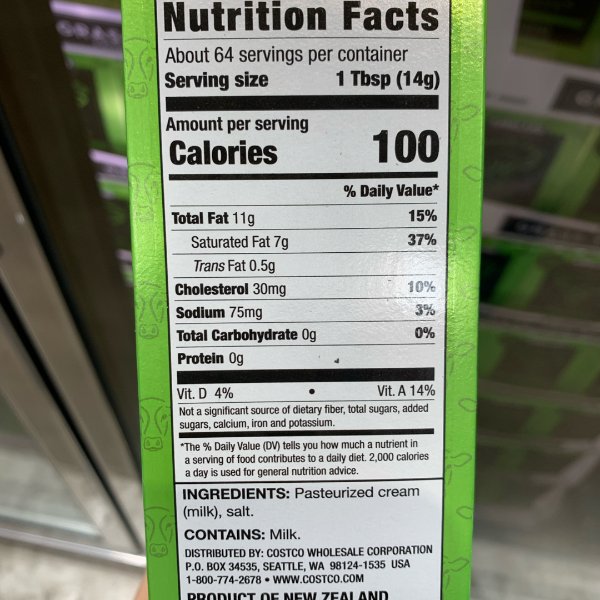 Nutrition Facts
About 64 servings per container
Serving size 1 Tbsp (14g)
Amount per serving
Calories 100
% Daily Value*
Total Fat 11g 15%
Saturated Fat 7g 37%
Trans Fat 0.5g
Cholesterol 30mg 10%
Sodium 75mg 3%
Total Carbohydrate 0g 0%
Protein 0g
Vit. D 4% • Vit. A 14%
Not a significant source of dietary fiber, total sugars, added
sugars, calcium, iron and potassium.
*The % Daily Value (DV) tells you how much a nutrient in
a serving of food contributes to a daily diet. 2,000 calories
a day is used for general nutrition advice.
INGREDIENTS: Pasteurized cream
(milk), salt.
CONTAINS: Milk.
DISTRIBUTED BY: COSTCO WHOLESALE CORPORATION
P.O. BOX 34535, SEATTLE, WA 98124-1535 USA
1-800-774-2678 • WWW.COSTCO.COM
PRODUCT OF NEW ZEALAND